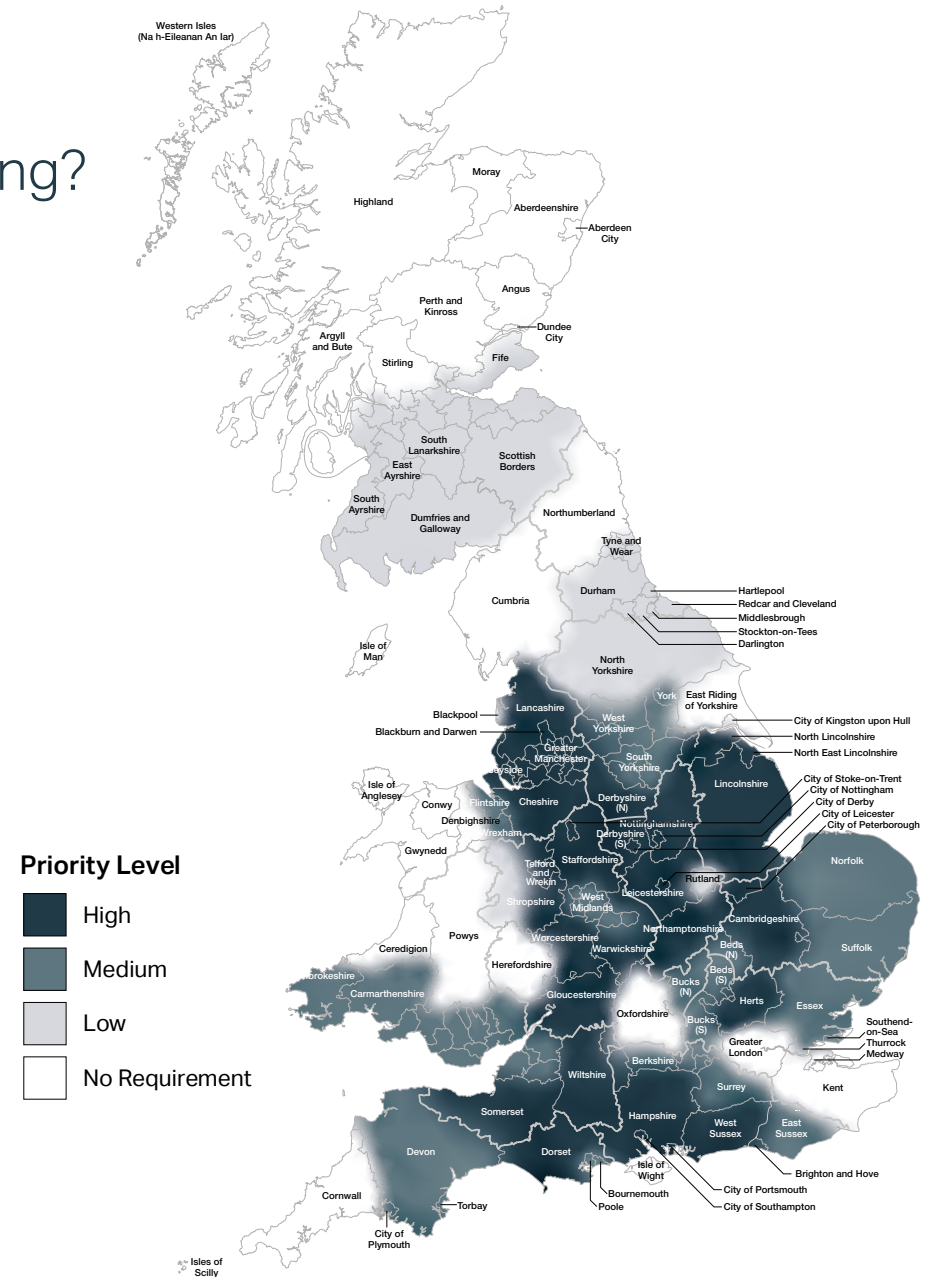 Western Isles
(Na h-Eileanan An Iar)
ng?
Moray
Highland
Aberdeenshire
Aberdeen
City
Angus
Perth and
Kinross
Dundee
City
Argyll
and Bute
Stirling
Fife
South
Lanarkshire
Scottish
Borders
East
Ayrshire
South
Ayrshire
Dumfries and
Galloway
Northumberland
Tyne and
Wear
Durham
Hartlepool
Redcar and Cleveland
Middlesbrough
Stockton-on-Tees
Darlington
Cumbria
Isle of
Man
North
Yorkshire
York
East Riding
of Yorkshire
Lancashire
Blackpool
Blackburn and Darwen
West
Yorkshire
City of Kingston upon Hull
North Lincolnshire
North East Lincolnshire
Greater
Manchester
South
Yorkshire
eyside
Lincolnshire
City of Stoke-on-Trent
City of Nottingham
City of Derby
City of Leicester
City of Peterborough
Isle of
Anglesey
Conwy
Flintshire
Cheshire
Derbyshire
(N)
Denbighshire
Wrexham
Nottinghamshire
Derbyshire
(S)
Gwynedd
Staffordshire
Telford
and
Wrekin
Rutland
Norfolk
Leicestershire
Shropshire
West
Midlands
Cambridgeshire
Northamptonshire
Powys
Worcestershire
Warwickshire
Beds
(N)
Suffolk
Ceredigion
Herefordshire
Beds
(S)
Bucks
(N)
brokeshire
Carmarthenshire
Gloucestershire
Herts
Essex
Oxfordshire
Bucks
(S)
Southend-
on-Sea
Thurrock
Medway
Greater
London
Berkshire
Wiltshire
Kent
Surrey
Somerset
Hampshire
West
Sussex
East
Sussex
Devon
Dorset
Isle of
Wight
Brighton and Hove
City of Portsmouth
City of Southampton
Bournemouth
Poole
Cornwall
Torbay
City of
Plymouth
Isles of
Scilly
Priority Level
High
Medium
Low
No Requirement